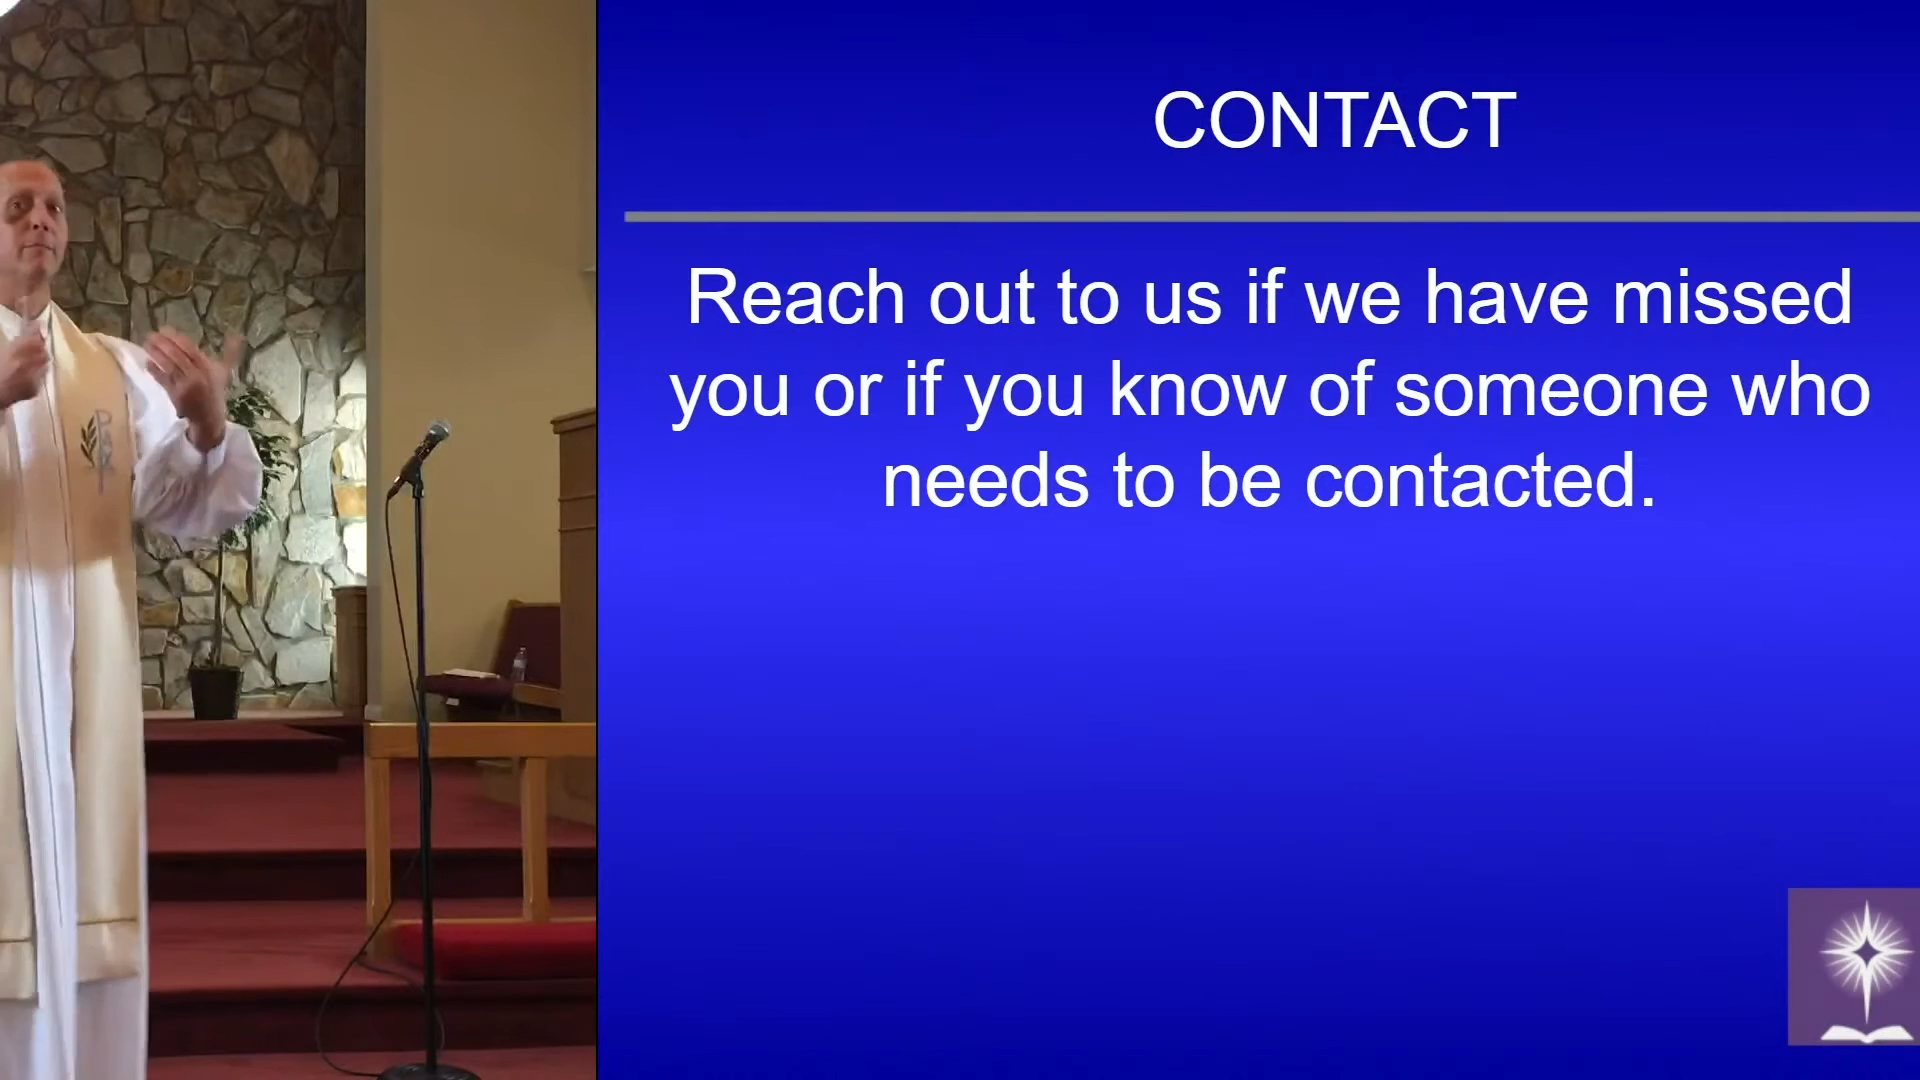 CONTACT
Reach out to us if we have missed
you or if you know of someone who
needs to be contacted.